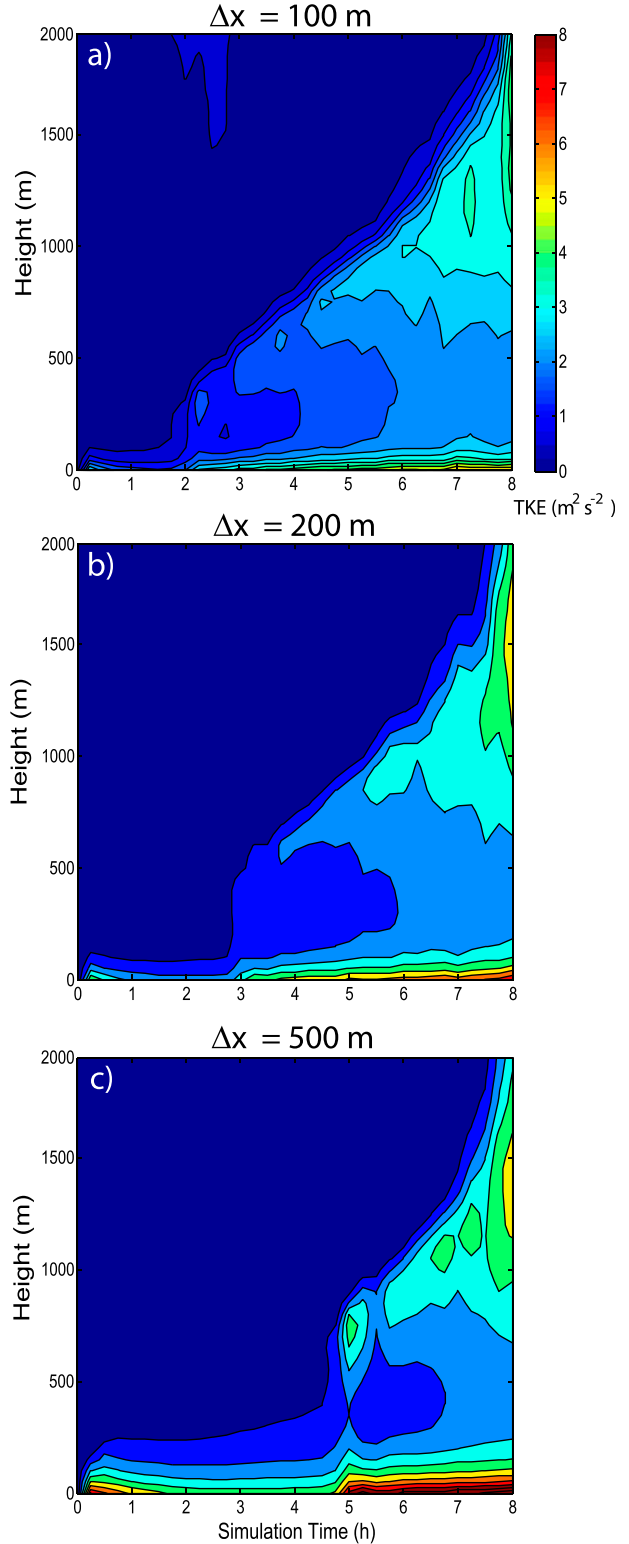 Δx = 100 m
a)
2000
1500
1000
500
0
Height (m)
0 1 2 3 4 5 6 7 8
8
7
6
5
4
3
2
1
0
TKE (m² s⁻² )
Δx = 200 m
b)
2000
1500
1000
500
0
Height (m)
0 1 2 3 4 5 6 7 8
Δx = 500 m
c)
2000
1500
1000
500
0
Height (m)
0 1 2 3 4 5 6 7 8
Simulation Time (h)